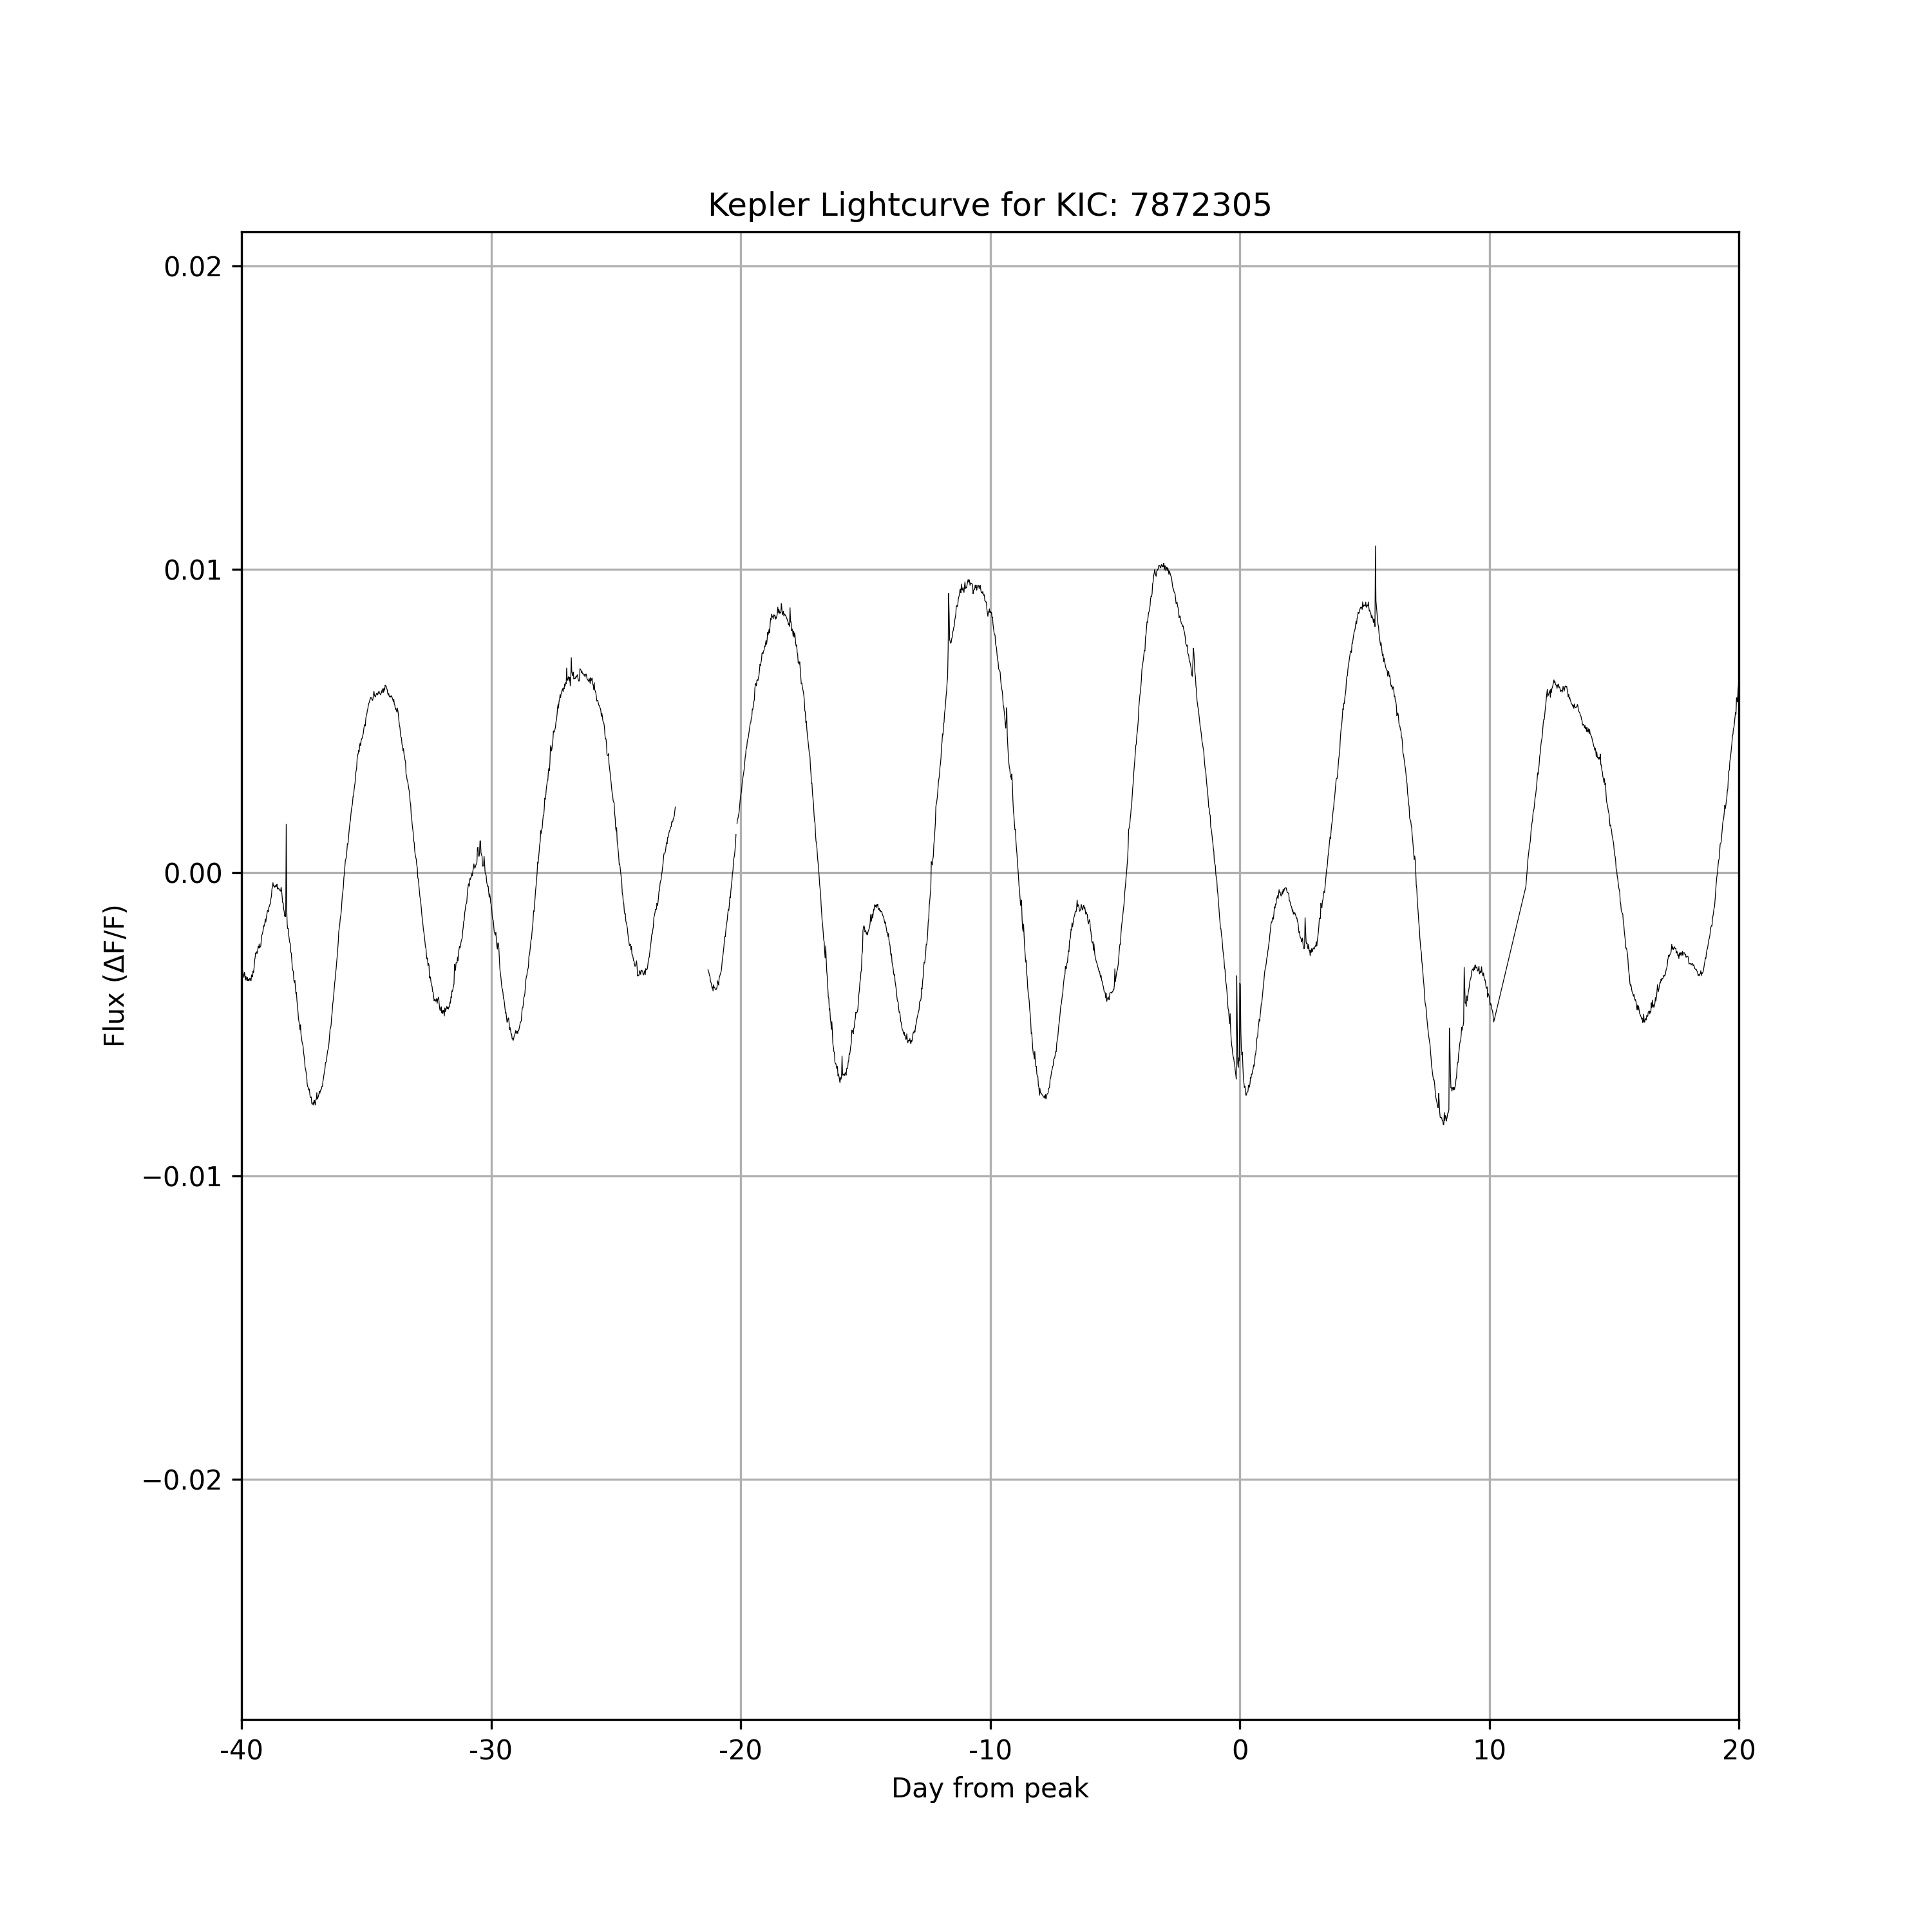 Kepler Lightcurve for KIC: 7872305
0.02
0.01
0.00
−0.01
−0.02
Flux (ΔF/F)
-40 -30 -20 -10 0 10 20
Day from peak